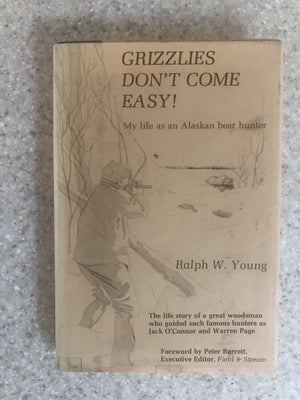 GRIZZLIES
DON'T COME
EASY!
My life as an Alaskan bear hunter
Ralph W. Young
The life story of a great woodsman
who guided such famous hunters as
Jack O'Connor and Warren Page
Foreword by Peter Barrett,
Executive Editor, Field & Stream